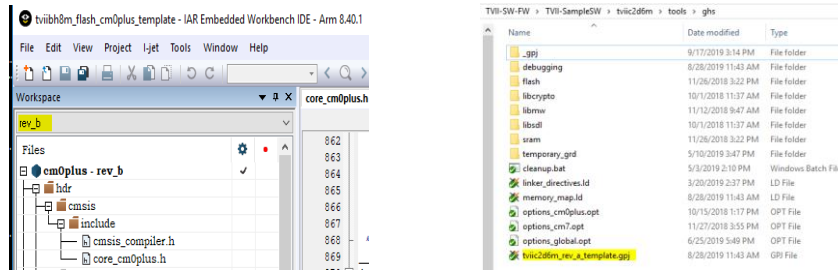 tviibh8m_flash_cm0plus_template - IAR Embedded Workbench IDE - Arm 8.40.1
File Edit View Project I-jet Tools Window Help
Workspace
core_cm0plus.h
rev_b
Files
cm0plus - rev_b
hdr
cmsis
include
cmsis_compiler.h
core_cm0plus.h
862
863
864
865
866
867
868
869
TVII-SW-FW > TVII-SampleSW > tviic2d6m > tools > ghs
Name Date modified Type
_gpj 9/17/2019 3:14 PM File folder
debugging 8/28/2019 11:43 AM File folder
flash 11/26/2018 3:22 PM File folder
libcrypto 10/1/2018 11:37 AM File folder
libmw 11/12/2018 9:47 AM File folder
libsdl 10/1/2018 11:37 AM File folder
sram 11/26/2018 3:22 PM File folder
temporary_grd 5/10/2019 3:47 PM File folder
cleanup.bat 5/3/2019 2:10 PM Windows Batch File
linker_directives.ld 3/20/2019 2:37 PM LD File
memory_map.ld 8/28/2019 11:43 AM LD File
options_cm0plus.opt 10/15/2018 1:17 PM OPT File
options_cm7.opt 11/27/2018 3:55 PM OPT File
options_global.opt 6/25/2019 5:49 PM OPT File
tviic2d6m_rev_a_template.gpj 8/28/2019 11:43 AM GPJ File